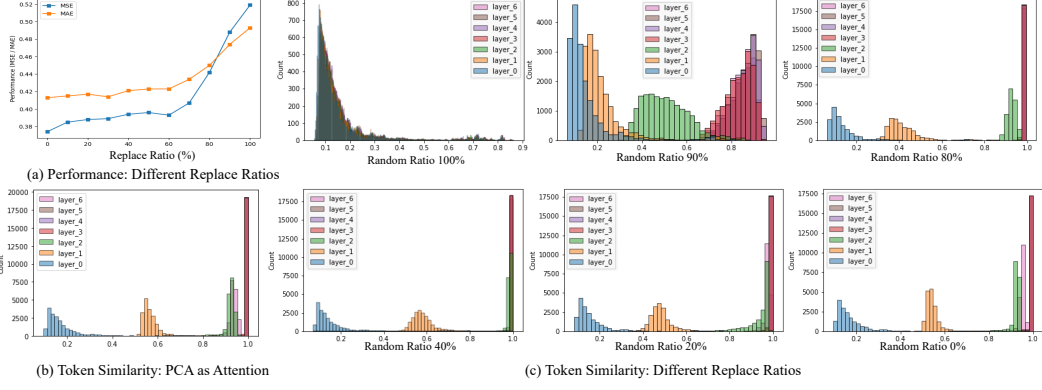 MSE
MAE
Performance (MSE / MAE)
0.52
0.50
0.48
0.46
0.44
0.42
0.40
0.38
0 20 40 60 80 100
Replace Ratio (%)
(a) Performance: Different Replace Ratios
Count
800
700
600
500
400
300
200
100
0
layer_6
layer_5
layer_4
layer_3
layer_2
layer_1
layer_0
0.1 0.2 0.3 0.4 0.5 0.6 0.7 0.8 0.9
Random Ratio 100%
Count
4000
3000
2000
1000
0
layer_6
layer_5
layer_4
layer_3
layer_2
layer_1
layer_0
0.2 0.4 0.6 0.8
Random Ratio 90%
Count
17500
15000
12500
10000
7500
5000
2500
0
layer_6
layer_5
layer_4
layer_3
layer_2
layer_1
layer_0
0.2 0.4 0.6 0.8 1.0
Random Ratio 80%
Count
20000
17500
15000
12500
10000
7500
5000
2500
0
layer_6
layer_5
layer_4
layer_3
layer_2
layer_1
layer_0
0.2 0.4 0.6 0.8 1.0
(b) Token Similarity: PCA as Attention
Count
17500
15000
12500
10000
7500
5000
2500
0
layer_6
layer_5
layer_4
layer_3
layer_2
layer_1
layer_0
0.2 0.4 0.6 0.8 1.0
Random Ratio 40%
Count
17500
15000
12500
10000
7500
5000
2500
0
layer_6
layer_5
layer_4
layer_3
layer_2
layer_1
layer_0
0.2 0.4 0.6 0.8 1.0
Random Ratio 20%
Count
17500
15000
12500
10000
7500
5000
2500
0
layer_6
layer_5
layer_4
layer_3
layer_2
layer_1
layer_0
0.2 0.4 0.6 0.8 1.0
Random Ratio 0%
(c) Token Similarity: Different Replace Ratios